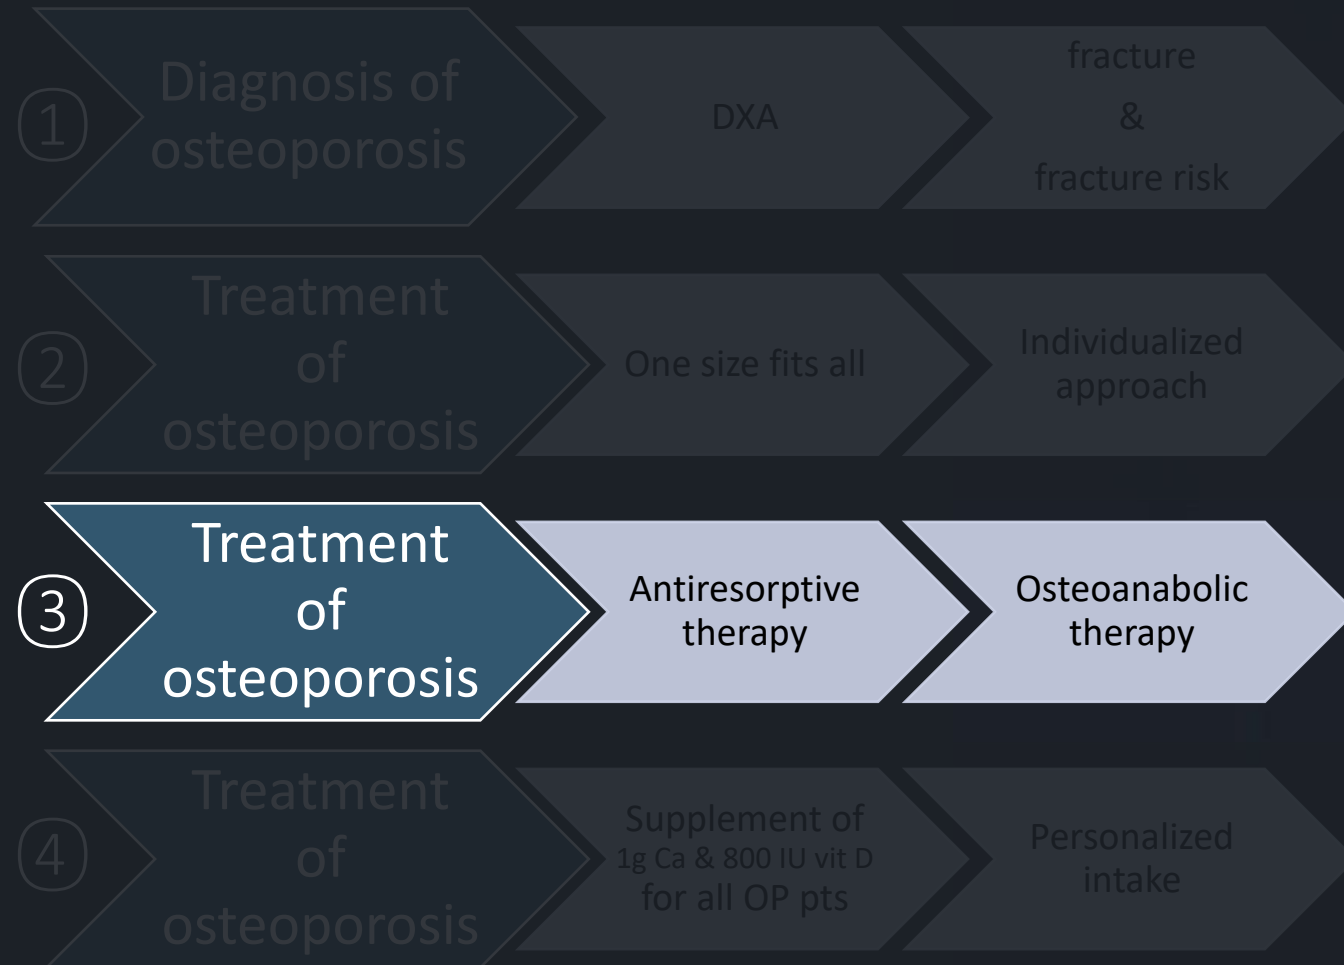 ①
Diagnosis of
osteoporosis
DXA
fracture
&
fracture risk
②
Treatment
of
osteoporosis
One size fits all
Individualized
approach
③
Treatment
of
osteoporosis
Antiresorptive
therapy
Osteoanabolic
therapy
④
Treatment
of
osteoporosis
Supplement of
1g Ca & 800 IU vit D
for all OP pts
Personalized
intake